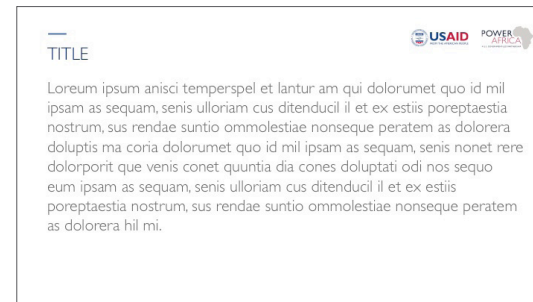 TITLE
USAID
POWER
AFRICA
Loreum ipsum anisci temperspel et lantur am qui dolorumet quo id mil
ipsam as sequam, senis ulloriam cus ditenducil il et ex estiis poreptaestia
nostrum, sus rendae suntio ommolestiae nonseque peratem as dolorera
doluptis ma coria dolorumet quo id mil ipsam as sequam, senis nonet rere
dolorporit que venis conet quuntia dia cones doluptati odi nos sequo
eum ipsam as sequam, senis ulloriam cus ditenducil il et ex estiis
poreptaestia nostrum, sus rendae suntio ommolestiae nonseque peratem
as dolorera hil mi.